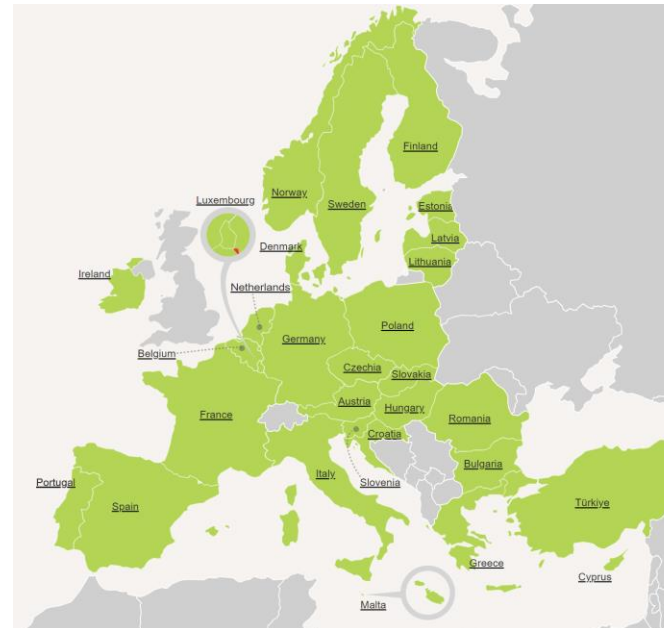 Finland
Luxembourg
Norway
Sweden
Estonia
Denmark
Latvia
Lithuania
Ireland
Netherlands
Germany
Poland
Belgium
Czechia
Slovakia
Austria
Hungary
France
Romania
Croatia
Bulgaria
Italy
Slovenia
Portugal
Spain
Türkiye
Greece
Cyprus
Malta